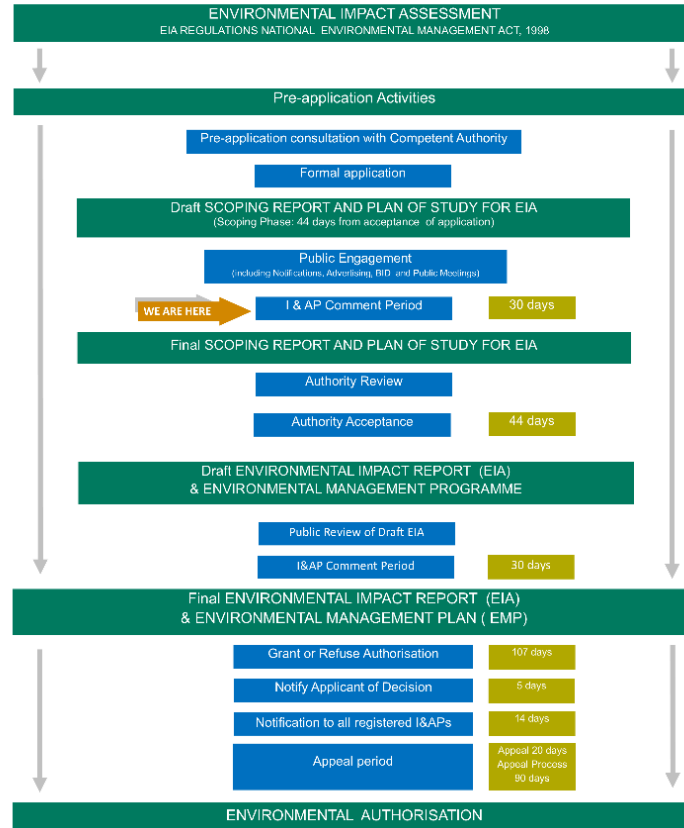 ENVIRONMENTAL IMPACT ASSESSMENT
EIA REGULATIONS NATIONAL ENVIRONMENTAL MANAGEMENT ACT, 1998
Pre-application Activities
Pre-application consultation with Competent Authority
Formal application
Draft SCOPING REPORT AND PLAN OF STUDY FOR EIA
(Scoping Phase: 44 days from acceptance of application)
Public Engagement
(including Notifications, Advertising, BID and Public Meetings)
WE ARE HERE
I & AP Comment Period
30 days
Final SCOPING REPORT AND PLAN OF STUDY FOR EIA
Authority Review
Authority Acceptance
44 days
Draft ENVIRONMENTAL IMPACT REPORT (EIA)
& ENVIRONMENTAL MANAGEMENT PROGRAMME
Public Review of Draft EIA
I&AP Comment Period
30 days
Final ENVIRONMENTAL IMPACT REPORT (EIA)
& ENVIRONMENTAL MANAGEMENT PLAN ( EMP)
Grant or Refuse Authorisation
107 days
Notify Applicant of Decision
5 days
Notification to all registered I&APs
14 days
Appeal period
Appeal 20 days
Appeal Process
90 days
ENVIRONMENTAL AUTHORISATION